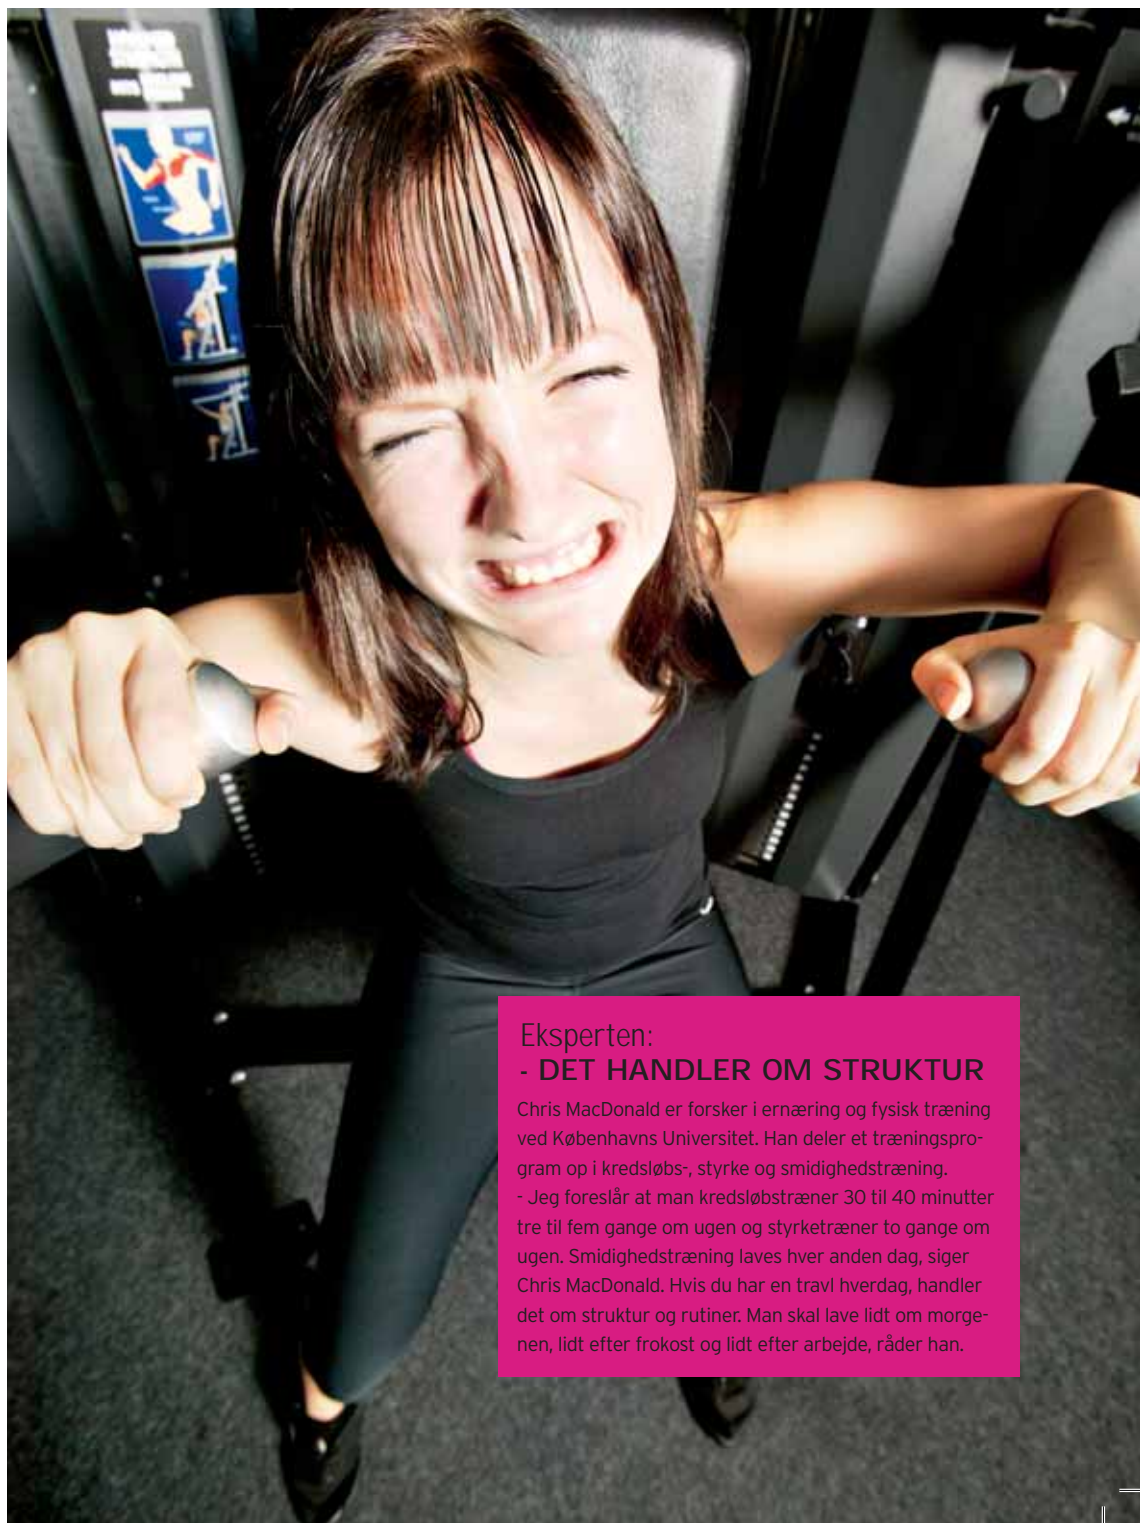 Eksperten:
- DET HANDLER OM STRUKTUR
Chris MacDonald er forsker i ernæring og fysisk træning
ved Københavns Universitet. Han deler et træningspro-
gram op i kredsløbs-, styrke og smidighedstræning.
- Jeg foreslår at man kredsløbstræner 30 til 40 minutter
tre til fem gange om ugen og styrketræner to gange om
ugen. Smidighedstræning laves hver anden dag, siger
Chris MacDonald. Hvis du har en travl hverdag, handler
det om struktur og rutiner. Man skal lave lidt om morge-
nen, lidt efter frokost og lidt efter arbejde, råder han.